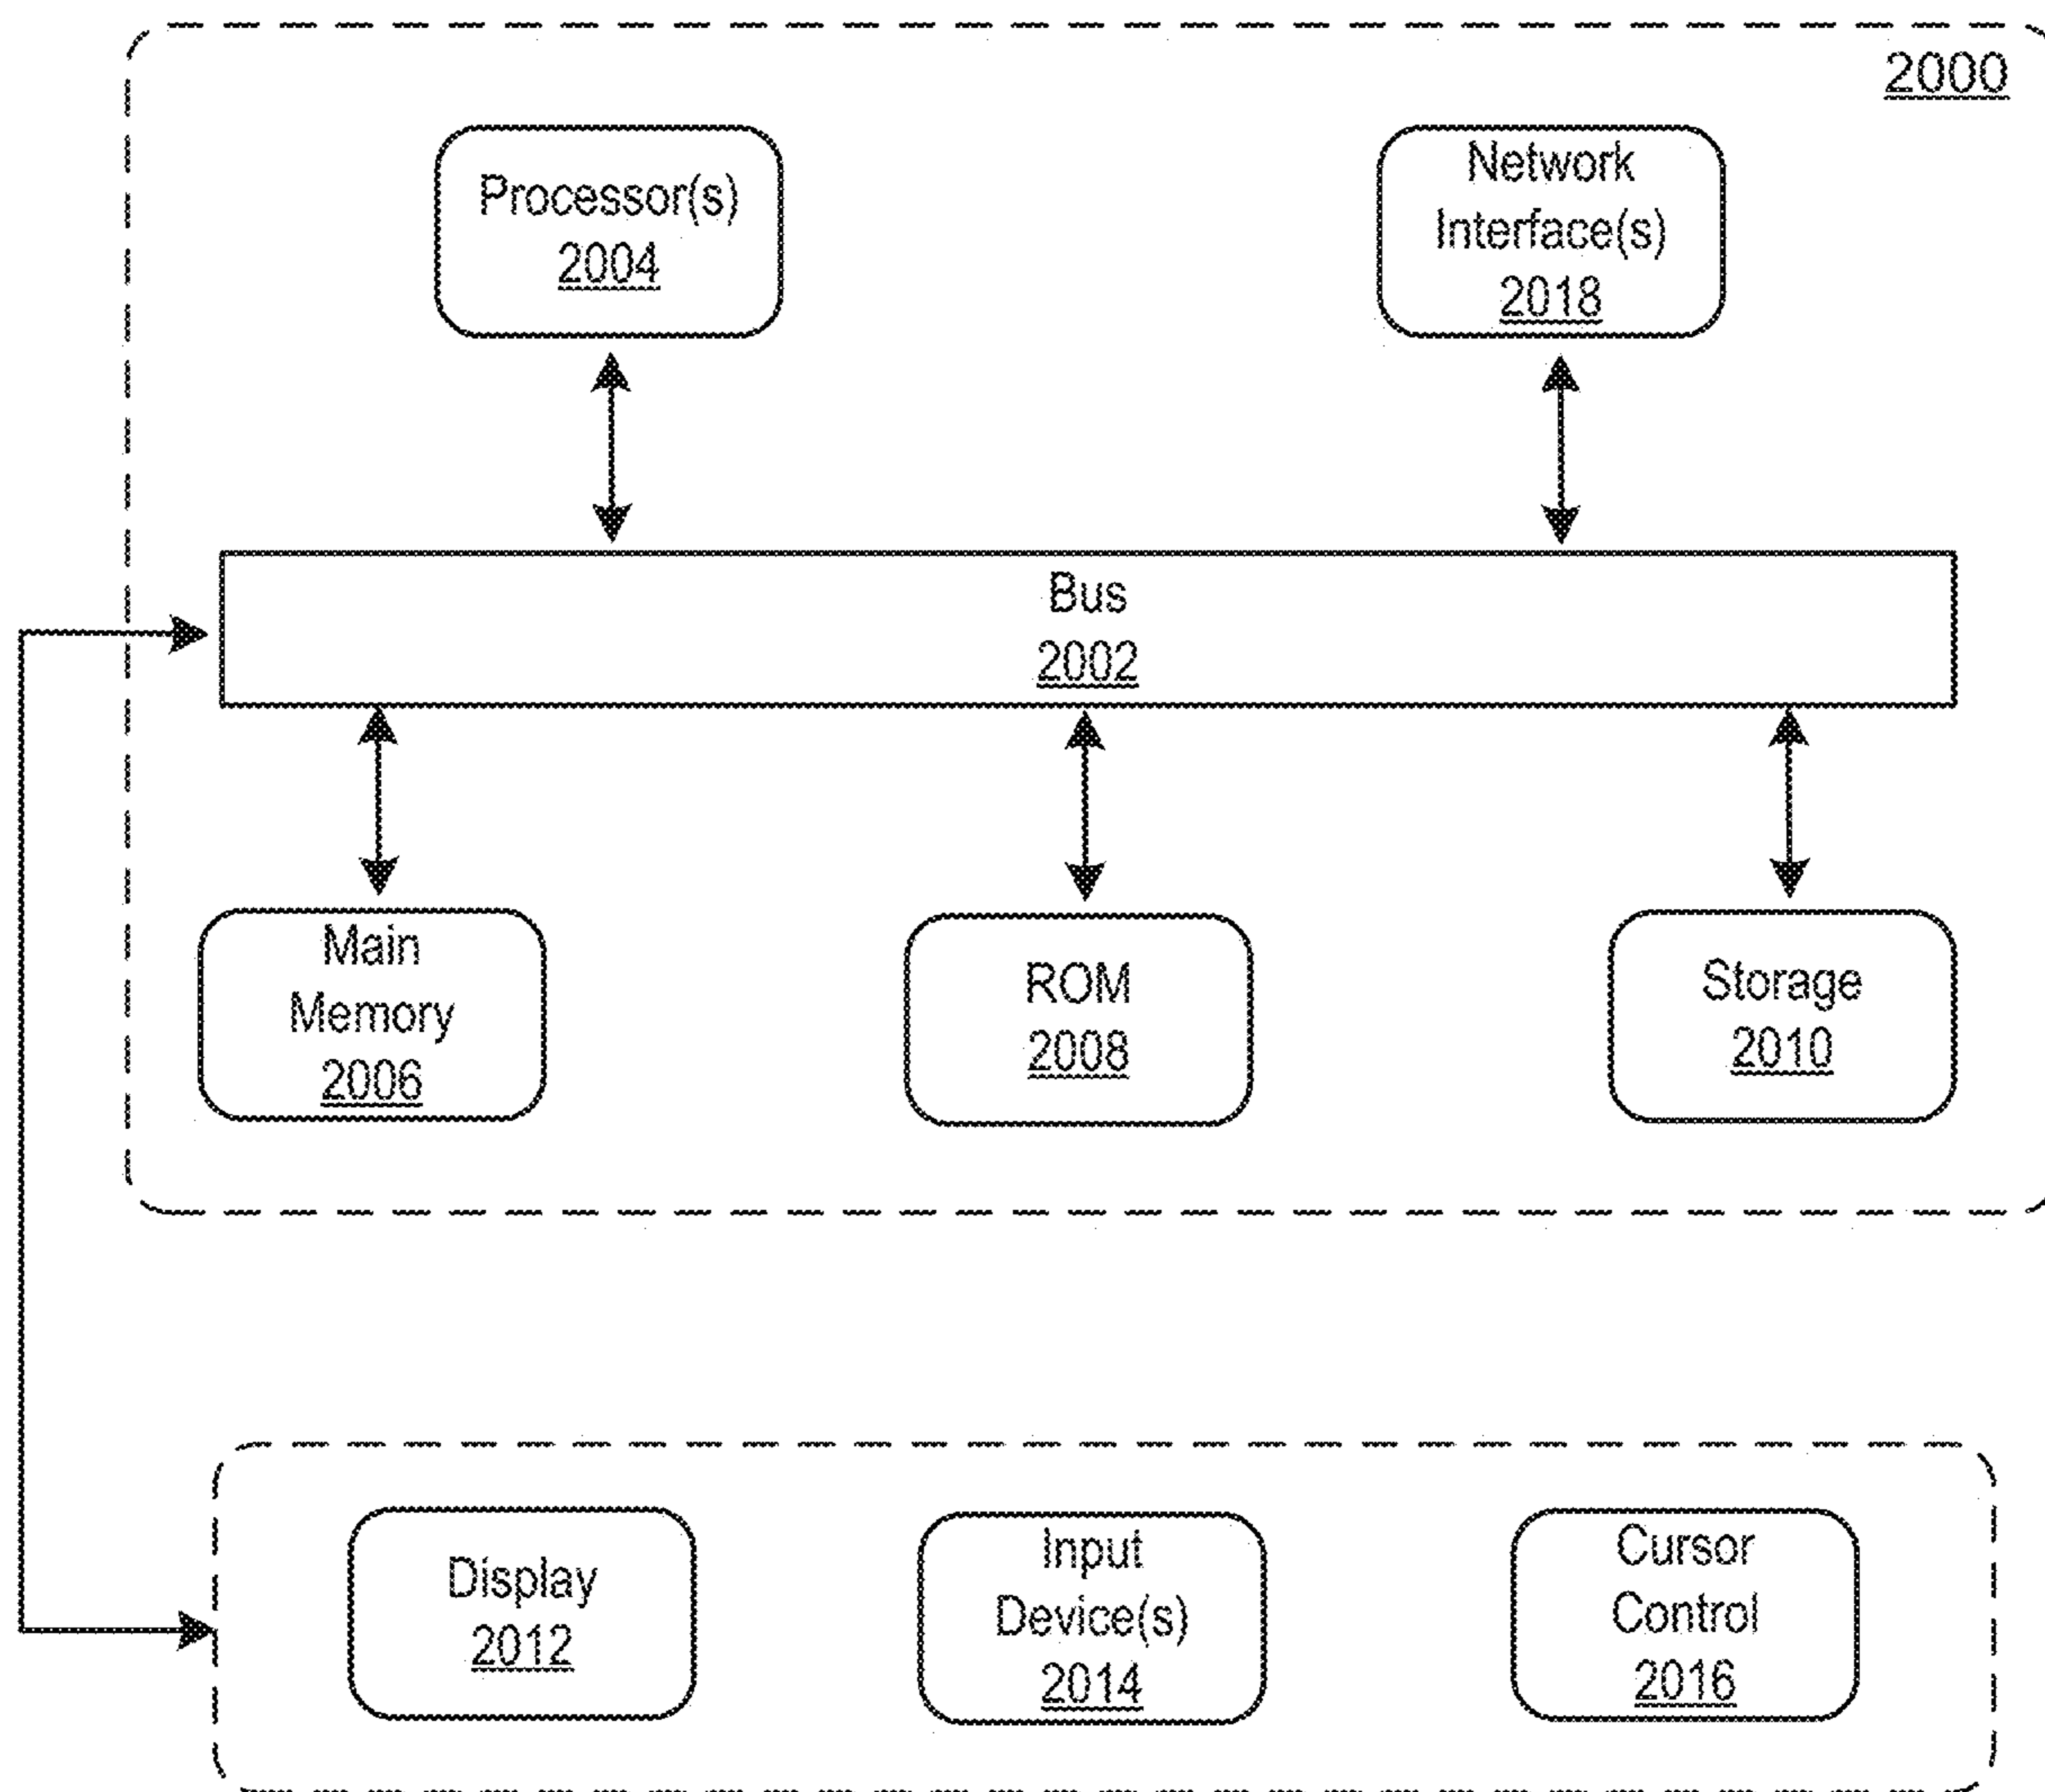 2000
Processor(s)
2004
Network
Interface(s)
2018
Bus
2002
Main
Memory
2006
ROM
2008
Storage
2010
Display
2012
Input
Device(s)
2014
Cursor
Control
2016